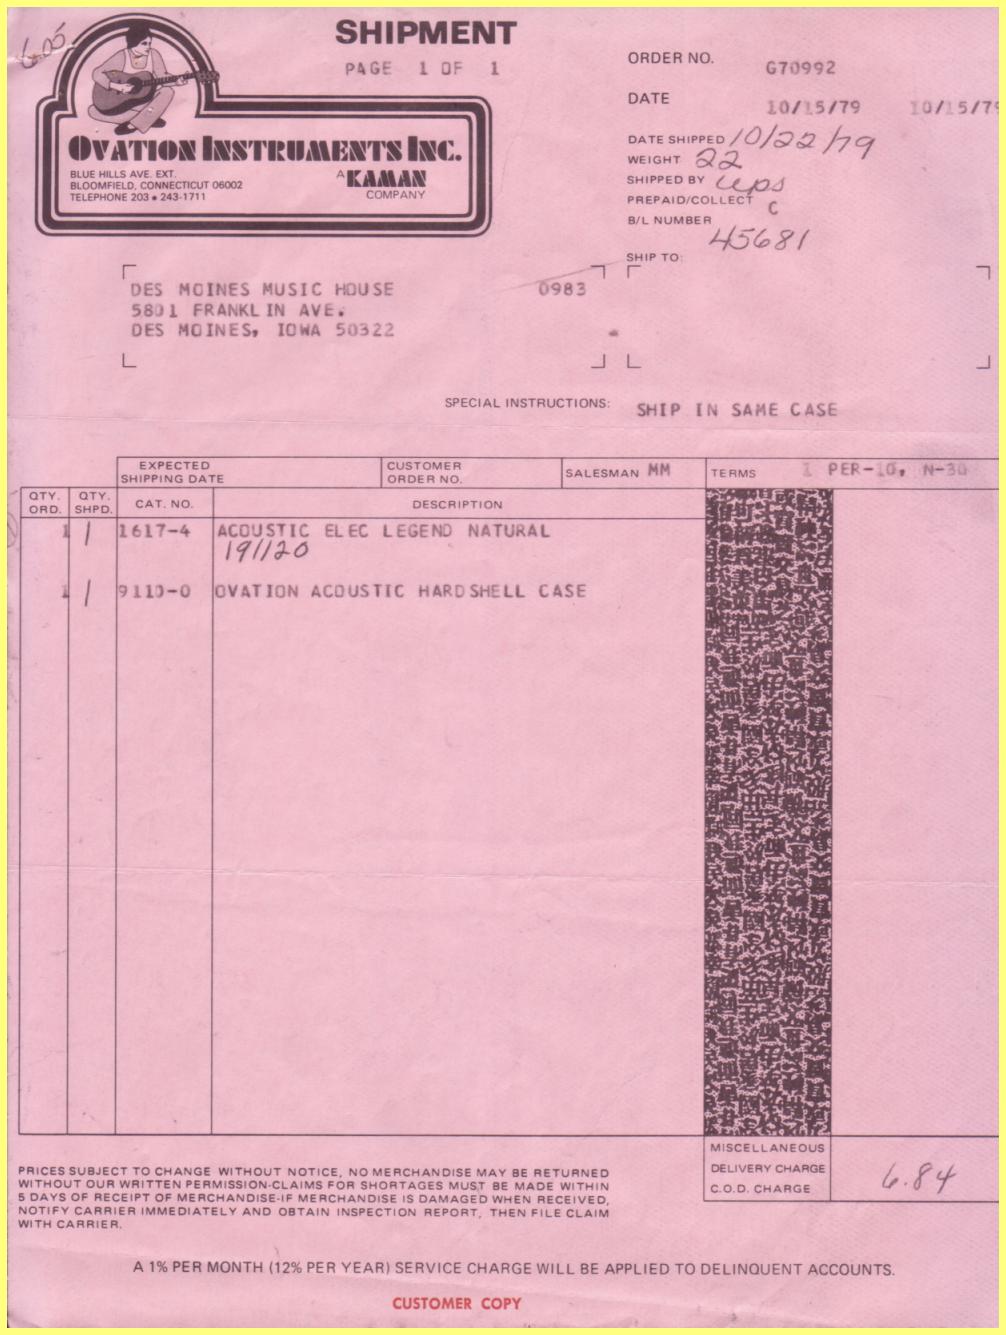 6.05
SHIPMENT
PAGE 1 OF 1
OVATION INSTRUMENTS INC.
BLUE HILLS AVE. EXT.
BLOOMFIELD, CONNECTICUT 06002
TELEPHONE 203 • 243-1711
A KAMAN COMPANY
ORDER NO. G70992
DATE 10/15/79 10/15/79
DATE SHIPPED 10/22/79
WEIGHT 22
SHIPPED BY ups
PREPAID/COLLECT C
B/L NUMBER 45681
SHIP TO:
DES MOINES MUSIC HOUSE 0983
5801 FRANKLIN AVE.
DES MOINES, IOWA 50322
SPECIAL INSTRUCTIONS: SHIP IN SAME CASE
EXPECTED SHIPPING DATE CUSTOMER ORDER NO. SALESMAN MM TERMS 1 PER-10, N-30
QTY. ORD. QTY. SHPD. CAT. NO. DESCRIPTION
1 1 1617-4 ACOUSTIC ELEC LEGEND NATURAL
191120
1 1 9110-0 OVATION ACOUSTIC HARDSHELL CASE
MISCELLANEOUS
DELIVERY CHARGE 6.84
C.O.D. CHARGE
PRICES SUBJECT TO CHANGE WITHOUT NOTICE, NO MERCHANDISE MAY BE RETURNED
WITHOUT OUR WRITTEN PERMISSION-CLAIMS FOR SHORTAGES MUST BE MADE WITHIN
5 DAYS OF RECEIPT OF MERCHANDISE-IF MERCHANDISE IS DAMAGED WHEN RECEIVED,
NOTIFY CARRIER IMMEDIATELY AND OBTAIN INSPECTION REPORT, THEN FILE CLAIM
WITH CARRIER.
A 1% PER MONTH (12% PER YEAR) SERVICE CHARGE WILL BE APPLIED TO DELINQUENT ACCOUNTS.
CUSTOMER COPY